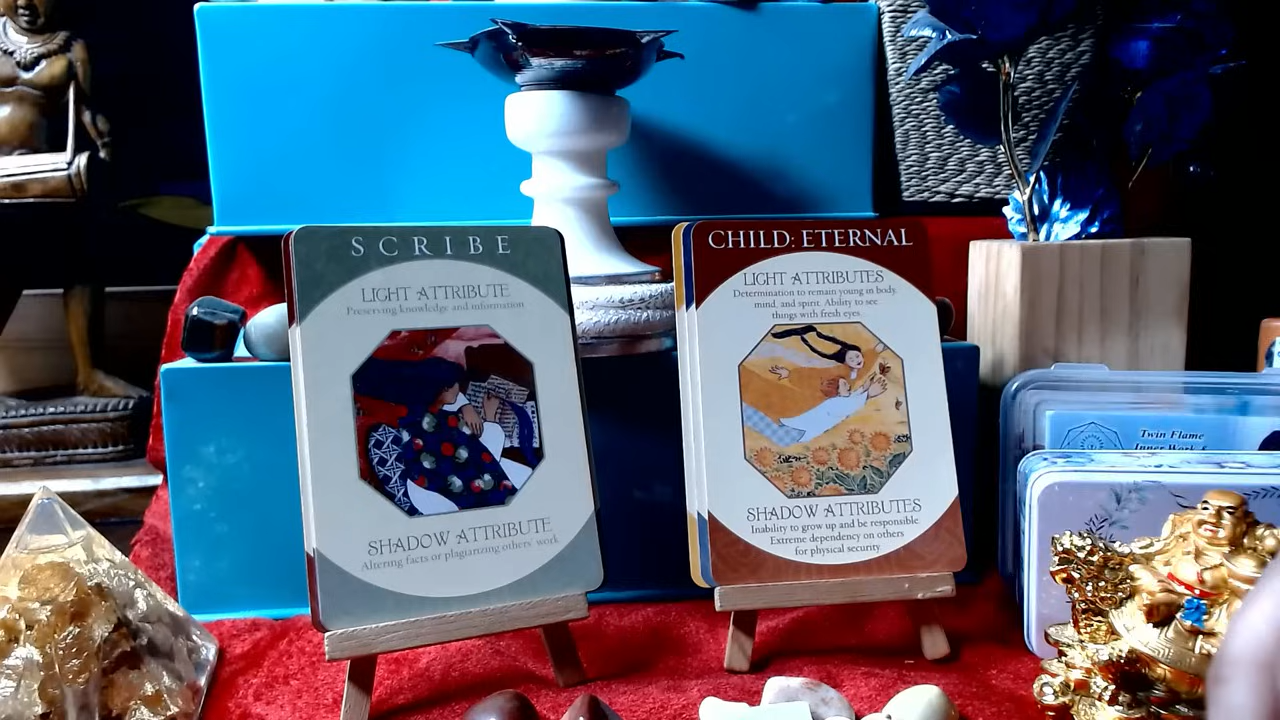 SCRIBE
LIGHT ATTRIBUTE
Preserving knowledge and information.
SHADOW ATTRIBUTE
Altering facts or plagiarizing others' work.
CHILD: ETERNAL
LIGHT ATTRIBUTES
Determination to remain young in body,
mind, and spirit. Ability to see
things with fresh eyes.
SHADOW ATTRIBUTES
Inability to grow up and be responsible.
Extreme dependency on others
for physical security.
Twin Flame
Inner Work